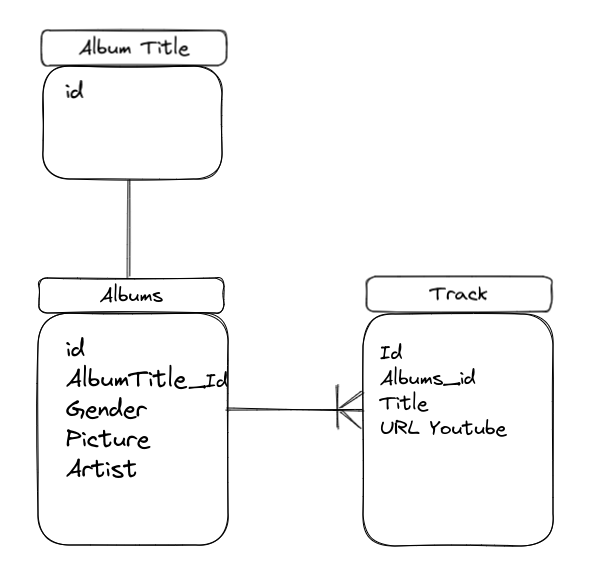 Album Title
id
Albums
id
AlbumTitle_Id
Gender
Picture
Artist
Track
Id
Albums_id
Title
URL Youtube